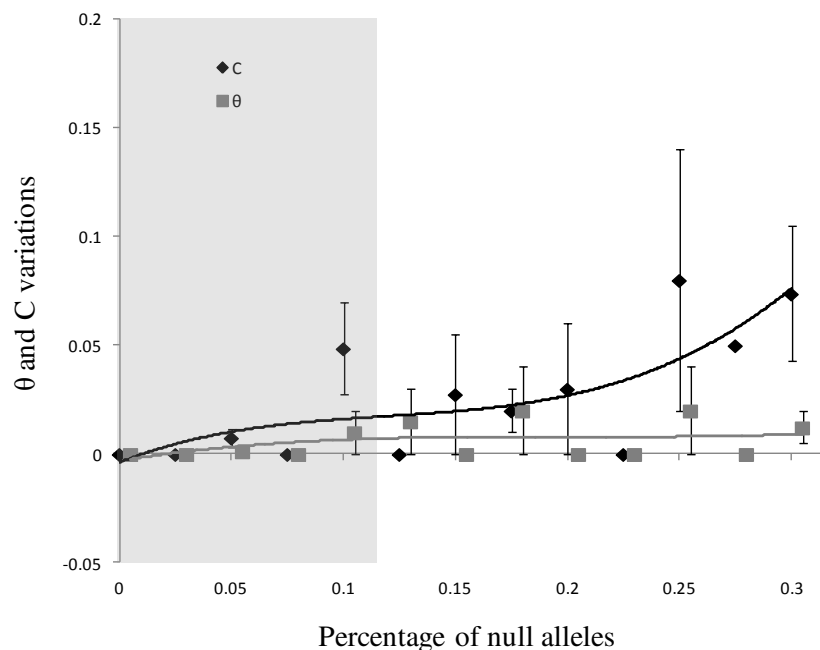 0.2
C
θ
0.15
0.1
0.05
0
-0.05
θ and C variations
0 0.05 0.1 0.15 0.2 0.25 0.3
Percentage of null alleles